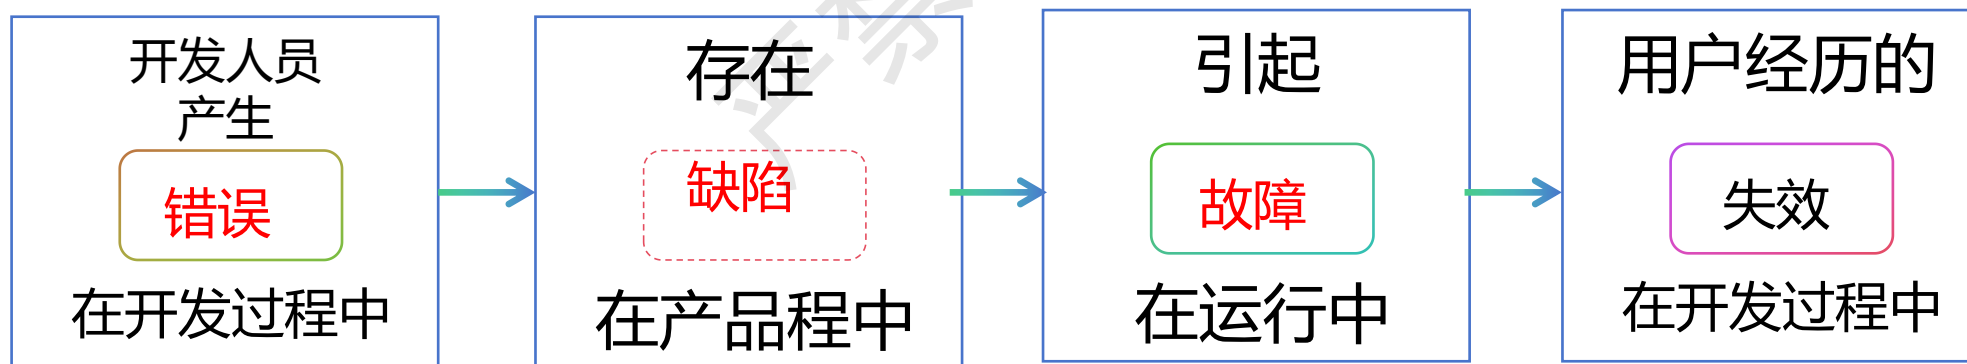 开发人员
产生
错误
在开发过程中
存在
缺陷
在产品程中
引起
故障
在运行中
用户经历的
失效
在开发过程中
严禁